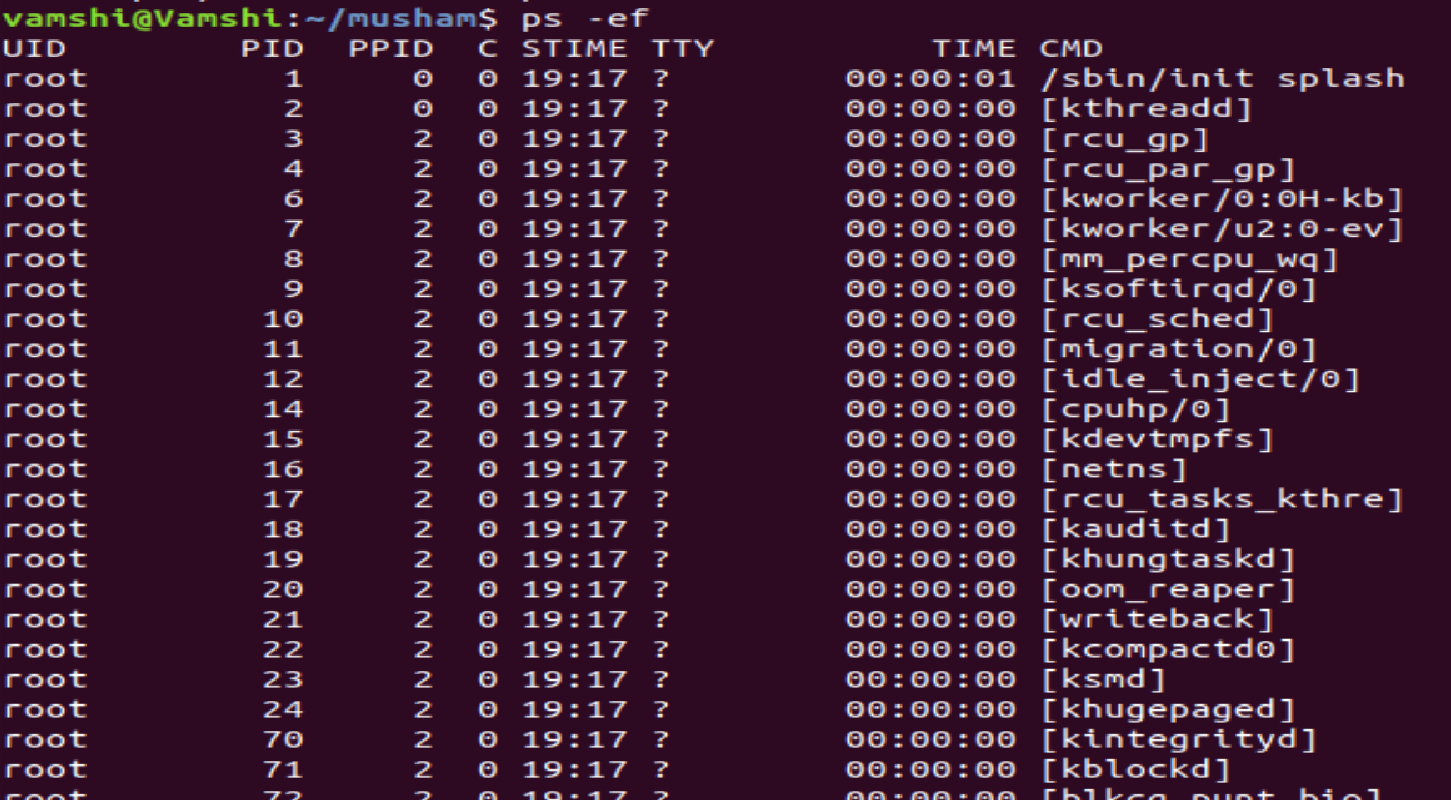 vamshi@Vamshi:~/musham$ ps -ef
UID PID PPID C STIME TTY TIME CMD
root 1 0 0 19:17 ? 00:00:01 /sbin/init splash
root 2 0 0 19:17 ? 00:00:00 [kthreadd]
root 3 2 0 19:17 ? 00:00:00 [rcu_gp]
root 4 2 0 19:17 ? 00:00:00 [rcu_par_gp]
root 6 2 0 19:17 ? 00:00:00 [kworker/0:0H-kb]
root 7 2 0 19:17 ? 00:00:00 [kworker/u2:0-ev]
root 8 2 0 19:17 ? 00:00:00 [mm_percpu_wq]
root 9 2 0 19:17 ? 00:00:00 [ksoftirqd/0]
root 10 2 0 19:17 ? 00:00:00 [rcu_sched]
root 11 2 0 19:17 ? 00:00:00 [migration/0]
root 12 2 0 19:17 ? 00:00:00 [idle_inject/0]
root 14 2 0 19:17 ? 00:00:00 [cpuhp/0]
root 15 2 0 19:17 ? 00:00:00 [kdevtmpfs]
root 16 2 0 19:17 ? 00:00:00 [netns]
root 17 2 0 19:17 ? 00:00:00 [rcu_tasks_kthre]
root 18 2 0 19:17 ? 00:00:00 [kauditd]
root 19 2 0 19:17 ? 00:00:00 [khungtaskd]
root 20 2 0 19:17 ? 00:00:00 [oom_reaper]
root 21 2 0 19:17 ? 00:00:00 [writeback]
root 22 2 0 19:17 ? 00:00:00 [kcompactd0]
root 23 2 0 19:17 ? 00:00:00 [ksmd]
root 24 2 0 19:17 ? 00:00:00 [khugepaged]
root 70 2 0 19:17 ? 00:00:00 [kintegrityd]
root 71 2 0 19:17 ? 00:00:00 [kblockd]
root 72 2 0 19:17 ? 00:00:00 [blkcg_punt_bio]